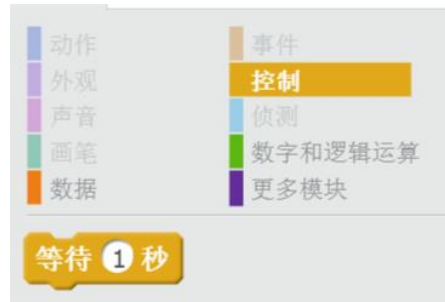 动作 事件
外观 控制
声音 侦测
画笔 数字和逻辑运算
数据 更多模块
等待 1 秒